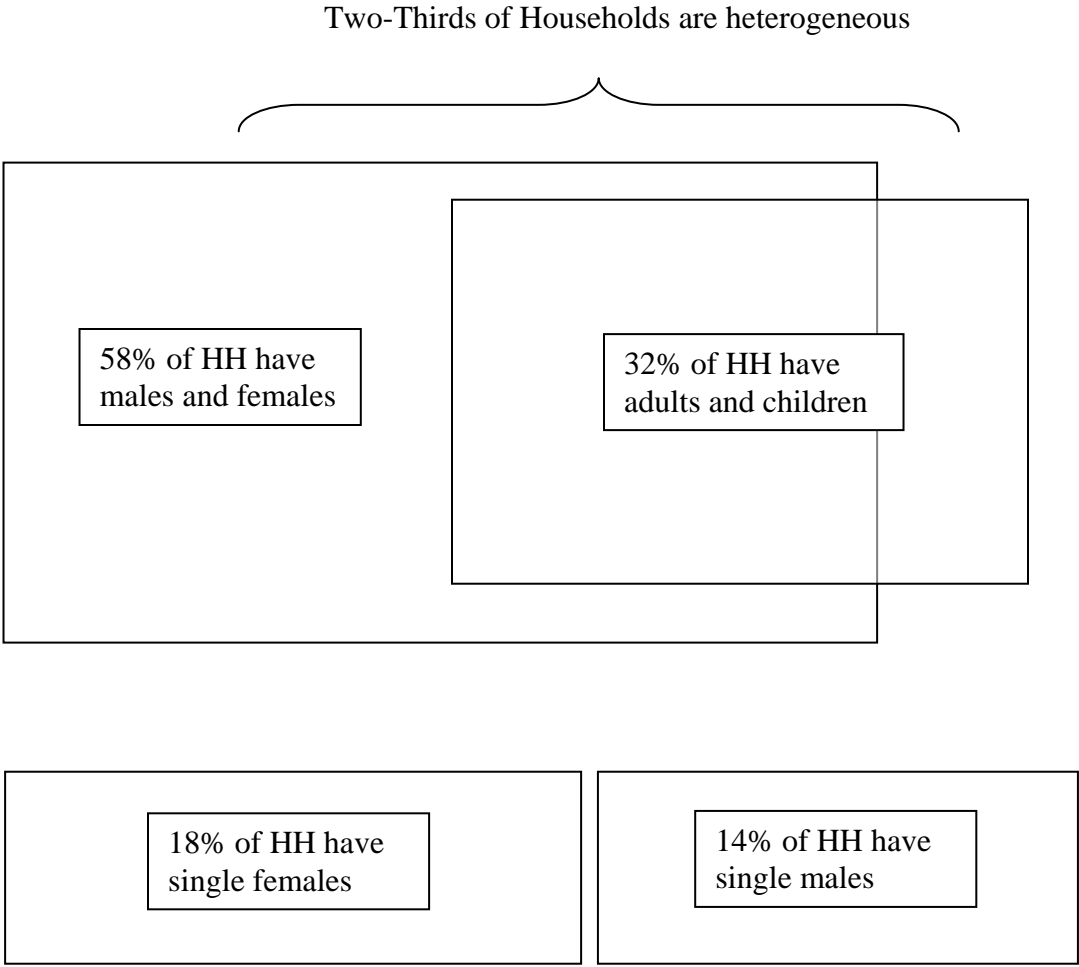 Two-Thirds of Households are heterogeneous
58% of HH have
males and females
32% of HH have
adults and children
18% of HH have
single females
14% of HH have
single males